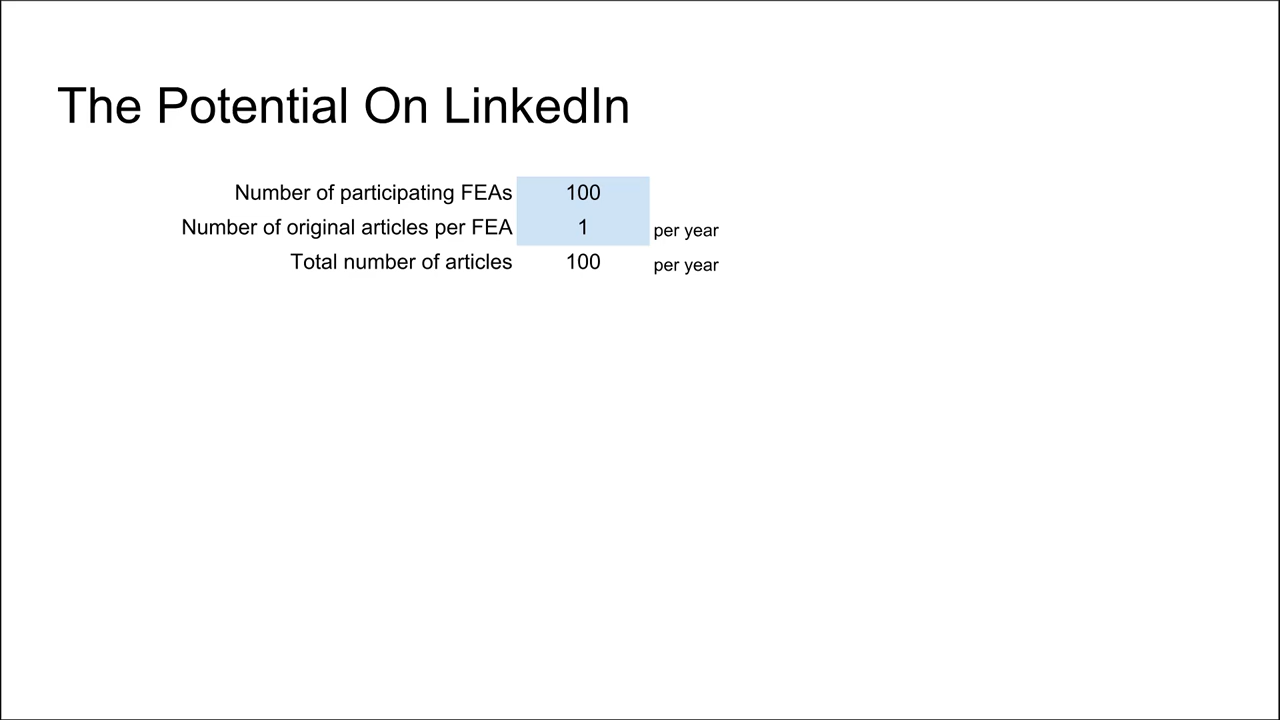 The Potential On LinkedIn
Number of participating FEAs 100
Number of original articles per FEA 1 per year
Total number of articles 100 per year